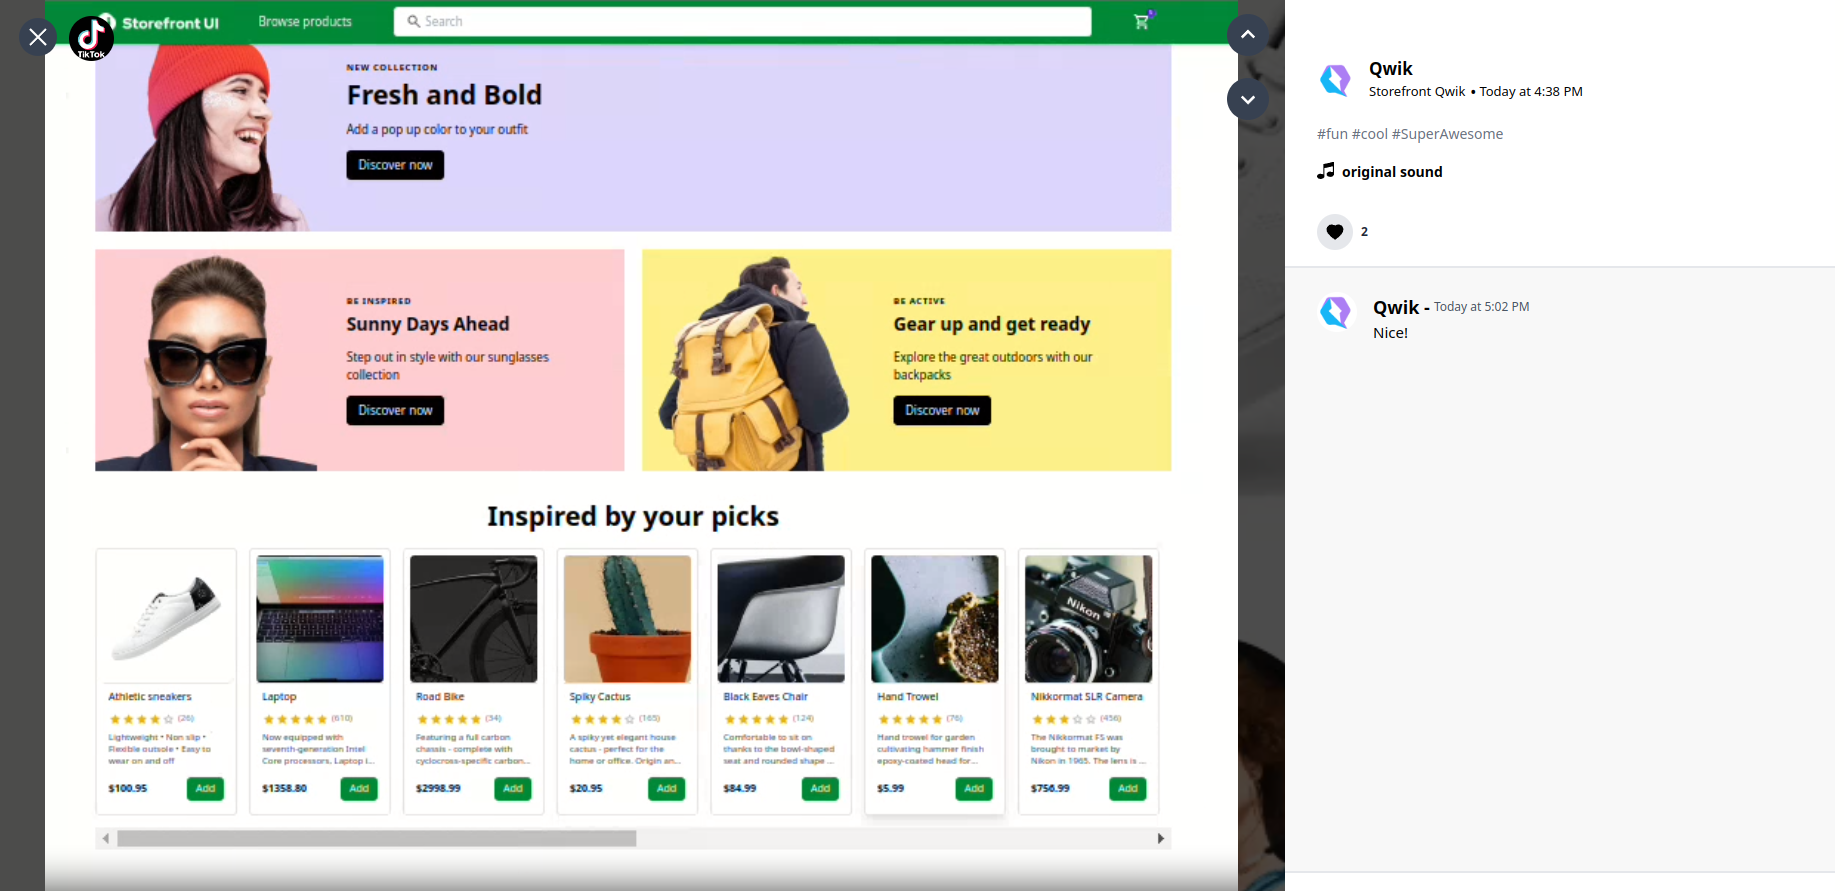 TikTok
Storefront UI
Browse products
Search
NEW COLLECTION
Fresh and Bold
Add a pop up color to your outfit
Discover now
BE INSPIRED
Sunny Days Ahead
Step out in style with our sunglasses
collection
Discover now
BE ACTIVE
Gear up and get ready
Explore the great outdoors with our
backpacks
Discover now
Inspired by your picks
Athletic sneakers
(26)
Lightweight • Non slip •
Flexible outsole • Easy to
wear on and off
$100.95
Add
Laptop
(610)
Now equipped with
seventh-generation Intel
Core processors, Laptop i...
$1358.80
Add
Road Bike
(34)
Featuring a full carbon
chassis - complete with
cyclocross-specific carbon...
$2998.99
Add
Spiky Cactus
(165)
A spiky yet elegant house
cactus - perfect for the
home or office. Origin an...
$20.95
Add
Black Eaves Chair
(124)
Comfortable to sit on
thanks to the bowl-shaped
seat and rounded shape ...
$84.99
Add
Hand Trowel
(76)
Hand trowel for garden
cultivating hammer finish
epoxy-coated head for...
$5.99
Add
Nikon
Nikkormat SLR Camera
(456)
The Nikkormat FS was
brought to market by
Nikon in 1965. The lens is ...
$756.99
Add
Qwik
Storefront Qwik • Today at 4:38 PM
#fun #cool #SuperAwesome
original sound
2
Qwik - Today at 5:02 PM
Nice!